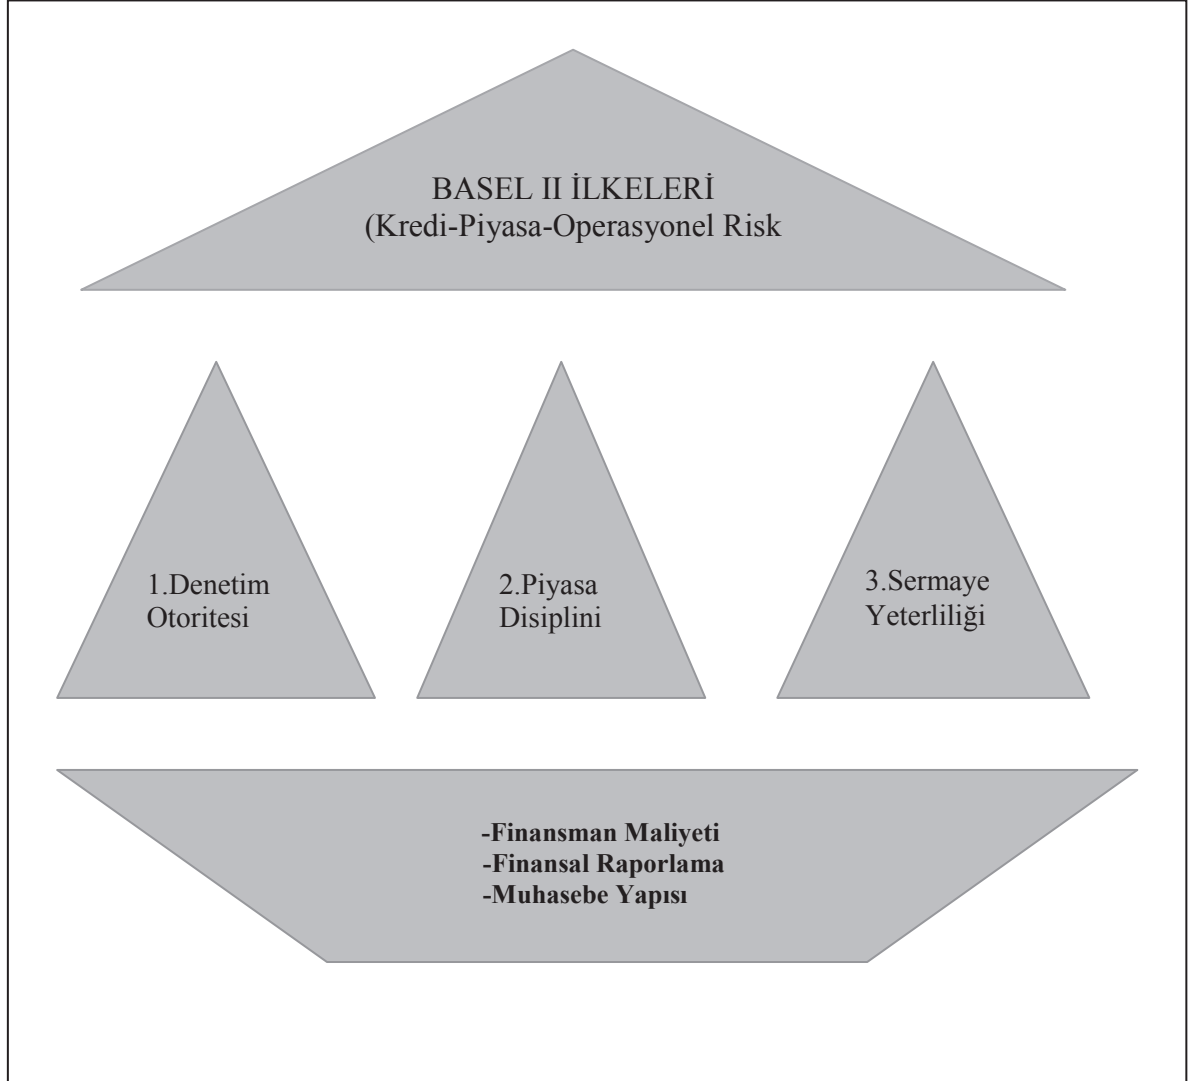 BASEL II İLKELERİ
(Kredi-Piyasa-Operasyonel Risk
1.Denetim
Otoritesi
2.Piyasa
Disiplini
3.Sermaye
Yeterliliği
-Finansman Maliyeti
-Finansal Raporlama
-Muhasebe Yapısı